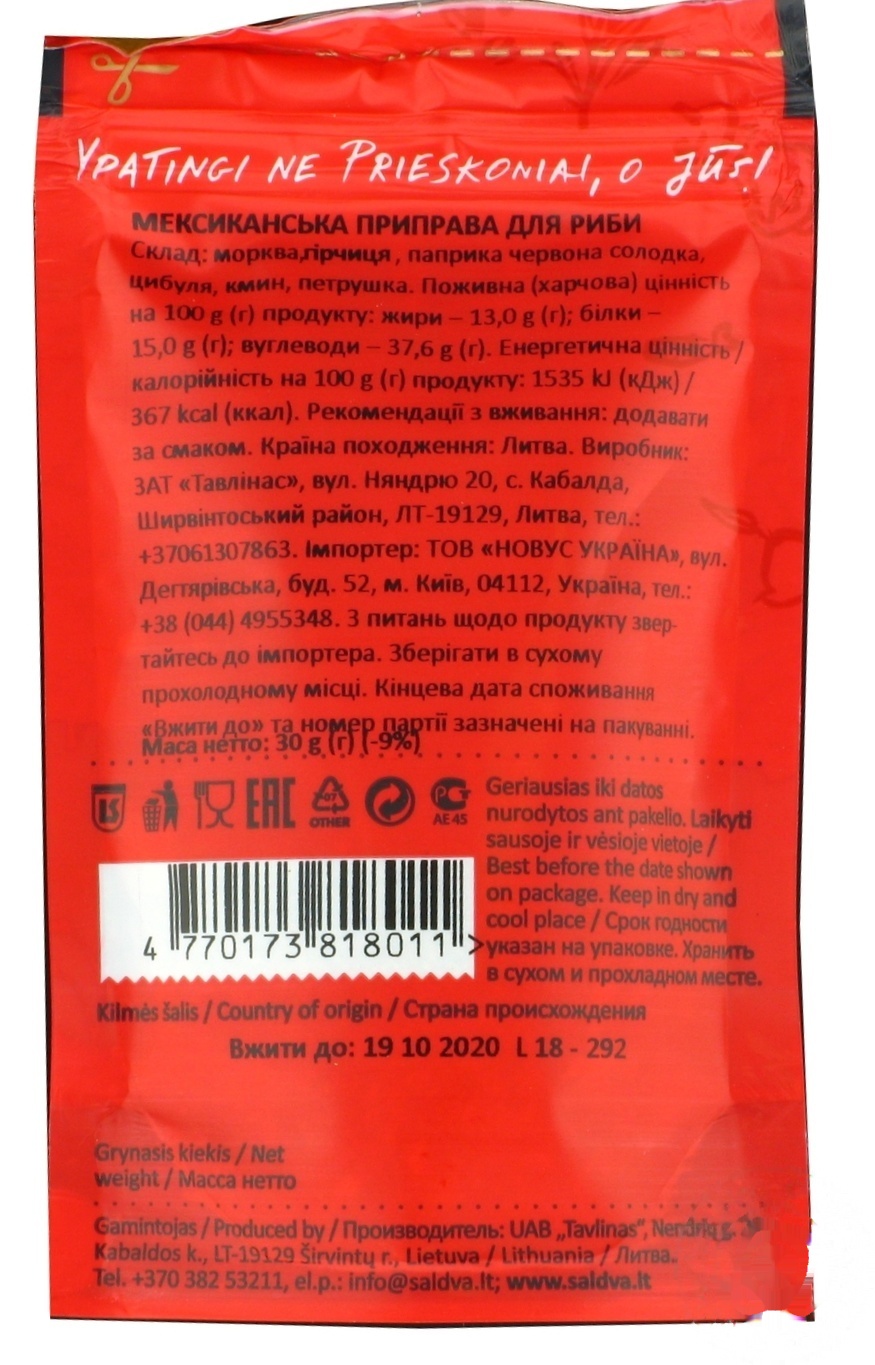 YPATINGI NE PRIESKONIAI, O JŪS!
МЕКСИКАНСЬКА ПРИПРАВА ДЛЯ РИБИ
Склад: морква,гірчиця, паприка червона солодка,
цибуля, кмин, петрушка. Поживна (харчова) цінність
на 100 g (г) продукту: жири – 13,0 g (г); білки –
15,0 g (г); вуглеводи – 37,6 g (г). Енергетична цінність /
калорійність на 100 g (г) продукту: 1535 kJ (кДж) /
367 kcal (ккал). Рекомендації з вживання: додавати
за смаком. Країна походження: Литва. Виробник:
ЗАТ «Тавлінас», вул. Няндрю 20, с. Кабалда,
Ширвінтоський район, ЛТ-19129, Литва, тел.:
+37061307863. Імпортер: ТОВ «НОВУС УКРАЇНА», вул.
Дегтярівська, буд. 52, м. Київ, 04112, Україна, тел.:
+38 (044) 4955348. З питань щодо продукту звер-
тайтесь до імпортера. Зберігати в сухому
прохолодному місці. Кінцева дата споживання
«Вжити до» та номер партії зазначені на пакуванні.
Маса нетто: 30 g (г) (-9%)
LS EAC 07 OTHER РСТ AE 45
Geriausias iki datos
nurodytos ant pakelio. Laikyti
sausoje ir vėsioje vietoje /
Best before the date shown
on package. Keep in dry and
cool place / Срок годности
указан на упаковке. Хранить
в сухом и прохладном месте.
4 770173 818011 >
Kilmės šalis / Country of origin / Страна происхождения
Вжити до: 19 10 2020 L 18 - 292
Grynasis kiekis / Net
weight / Масса нетто
Gamintojas / Produced by / Производитель: UAB „Tavlinas“, Nendrių g.
Kabaldos k., LT-19129 Širvintų r., Lietuva / Lithuania / Литва.
Tel. +370 382 53211, el.p.: info@saldva.lt; www.saldva.lt